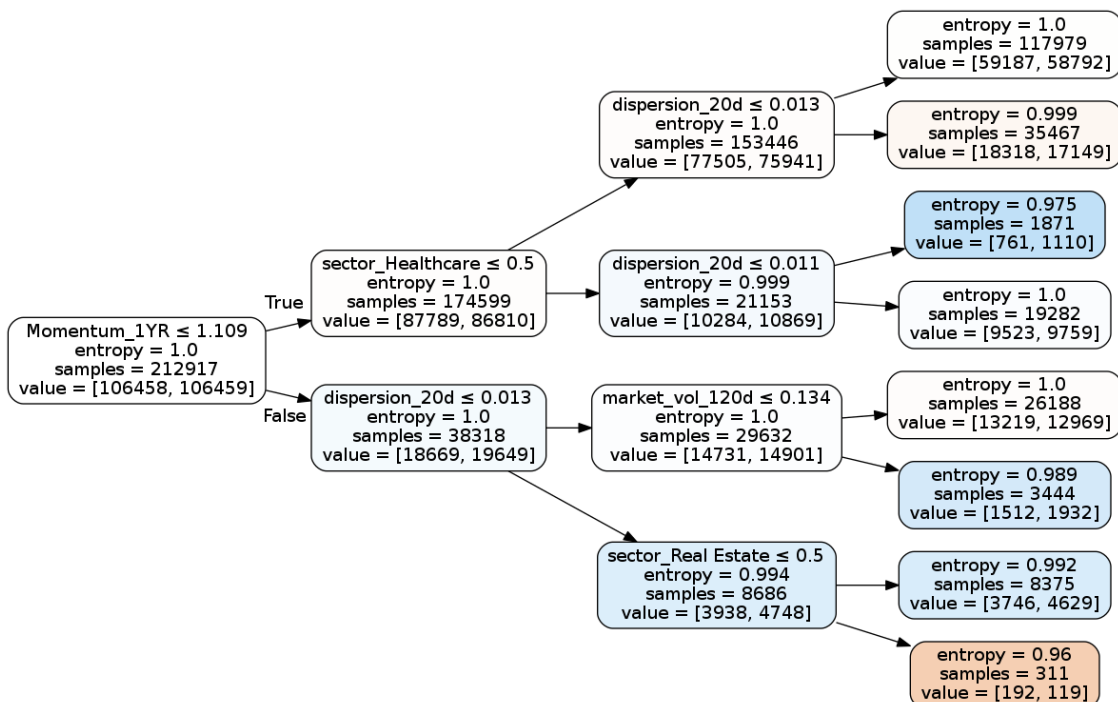 Momentum_1YR ≤ 1.109
entropy = 1.0
samples = 212917
value = [106458, 106459]
True
False
sector_Healthcare ≤ 0.5
entropy = 1.0
samples = 174599
value = [87789, 86810]
dispersion_20d ≤ 0.013
entropy = 1.0
samples = 38318
value = [18669, 19649]
dispersion_20d ≤ 0.013
entropy = 1.0
samples = 153446
value = [77505, 75941]
dispersion_20d ≤ 0.011
entropy = 0.999
samples = 21153
value = [10284, 10869]
market_vol_120d ≤ 0.134
entropy = 1.0
samples = 29632
value = [14731, 14901]
sector_Real Estate ≤ 0.5
entropy = 0.994
samples = 8686
value = [3938, 4748]
entropy = 1.0
samples = 117979
value = [59187, 58792]
entropy = 0.999
samples = 35467
value = [18318, 17149]
entropy = 0.975
samples = 1871
value = [761, 1110]
entropy = 1.0
samples = 19282
value = [9523, 9759]
entropy = 1.0
samples = 26188
value = [13219, 12969]
entropy = 0.989
samples = 3444
value = [1512, 1932]
entropy = 0.992
samples = 8375
value = [3746, 4629]
entropy = 0.96
samples = 311
value = [192, 119]